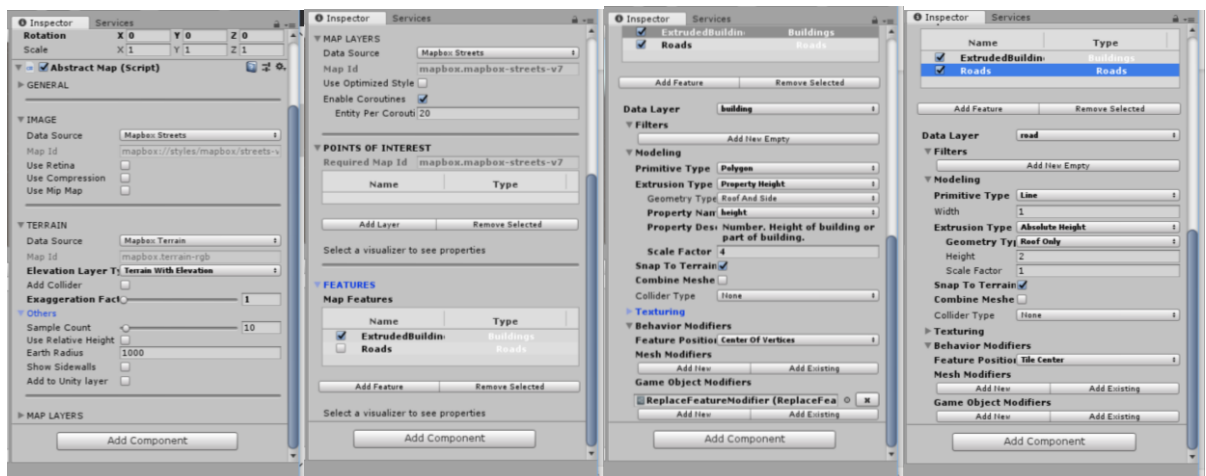 Inspector Services
Rotation X 0 Y 0 Z 0
Scale X 1 Y 1 Z 1
Abstract Map (Script)
GENERAL
IMAGE
Data Source Mapbox Streets
Map Id mapbox://styles/mapbox/streets-v
Use Retina
Use Compression
Use Mip Map
TERRAIN
Data Source Mapbox Terrain
Map Id mapbox.terrain-rgb
Elevation Layer Ty Terrain With Elevation
Add Collider
Exaggeration Fact 1
Others
Sample Count 10
Use Relative Height
Earth Radius 1000
Show Sidewalls
Add to Unity layer
MAP LAYERS
Add Component
Inspector Services
MAP LAYERS
Data Source Mapbox Streets
Map Id mapbox.mapbox-streets-v7
Use Optimized Style
Enable Coroutines
Entity Per Corouti 20
POINTS OF INTEREST
Required Map Id mapbox.mapbox-streets-v7
Name Type
Add Layer Remove Selected
Select a visualizer to see properties
FEATURES
Map Features
Name Type
ExtrudedBuildin Buildings
Roads Roads
Add Feature Remove Selected
Select a visualizer to see properties
Add Component
Inspector Services
ExtrudedBuildin Buildings
Roads Roads
Add Feature Remove Selected
Data Layer building
Filters
Add New Empty
Modeling
Primitive Type Polygon
Extrusion Type Property Height
Geometry Type Roof And Side
Property Nam height
Property Des Number. Height of building or
part of building.
Scale Factor 4
Snap To Terrain
Combine Meshe
Collider Type None
Texturing
Behavior Modifiers
Feature Position Center Of Vertices
Mesh Modifiers
Add New Add Existing
Game Object Modifiers
ReplaceFeatureModifier (ReplaceFea
Add New Add Existing
Add Component
Inspector Services
Name Type
ExtrudedBuildin Buildings
Roads Roads
Add Feature Remove Selected
Data Layer road
Filters
Add New Empty
Modeling
Primitive Type Line
Width 1
Extrusion Type Absolute Height
Geometry Typ Roof Only
Height 2
Scale Factor 1
Snap To Terrain
Combine Meshe
Collider Type None
Texturing
Behavior Modifiers
Feature Position Tile Center
Mesh Modifiers
Add New Add Existing
Game Object Modifiers
Add New Add Existing
Add Component